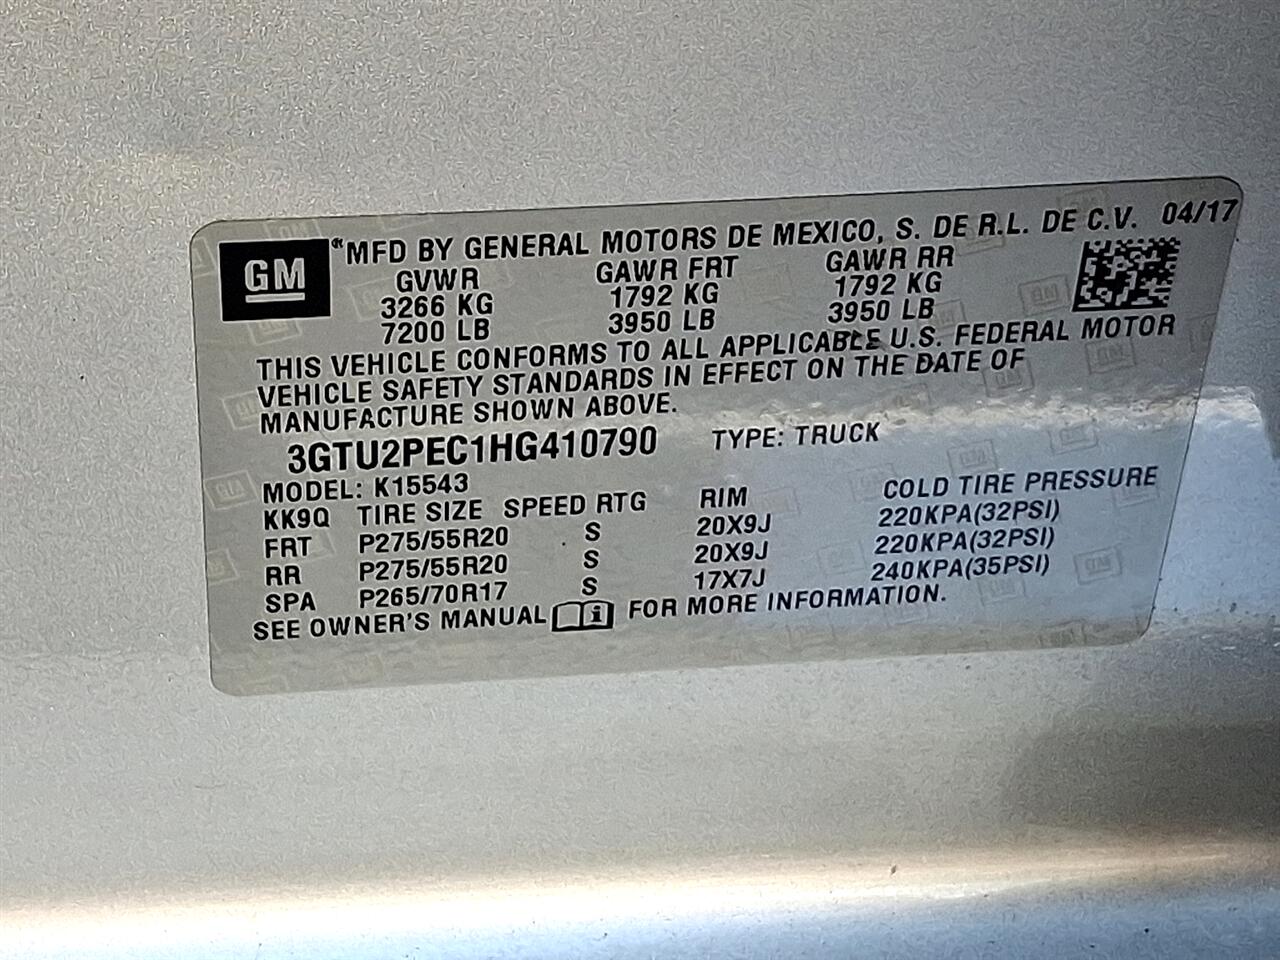 GM
MFD BY GENERAL MOTORS DE MEXICO, S. DE R.L. DE C.V. 04/17
GVWR GAWR FRT GAWR RR
3266 KG 1792 KG 1792 KG
7200 LB 3950 LB 3950 LB
THIS VEHICLE CONFORMS TO ALL APPLICABLE U.S. FEDERAL MOTOR
VEHICLE SAFETY STANDARDS IN EFFECT ON THE DATE OF
MANUFACTURE SHOWN ABOVE.
3GTU2PEC1HG410790 TYPE: TRUCK
MODEL: K15543
KK9Q TIRE SIZE SPEED RTG RIM COLD TIRE PRESSURE
FRT P275/55R20 S 20X9J 220KPA(32PSI)
RR P275/55R20 S 20X9J 220KPA(32PSI)
SPA P265/70R17 S 17X7J 240KPA(35PSI)
SEE OWNER'S MANUAL i FOR MORE INFORMATION.